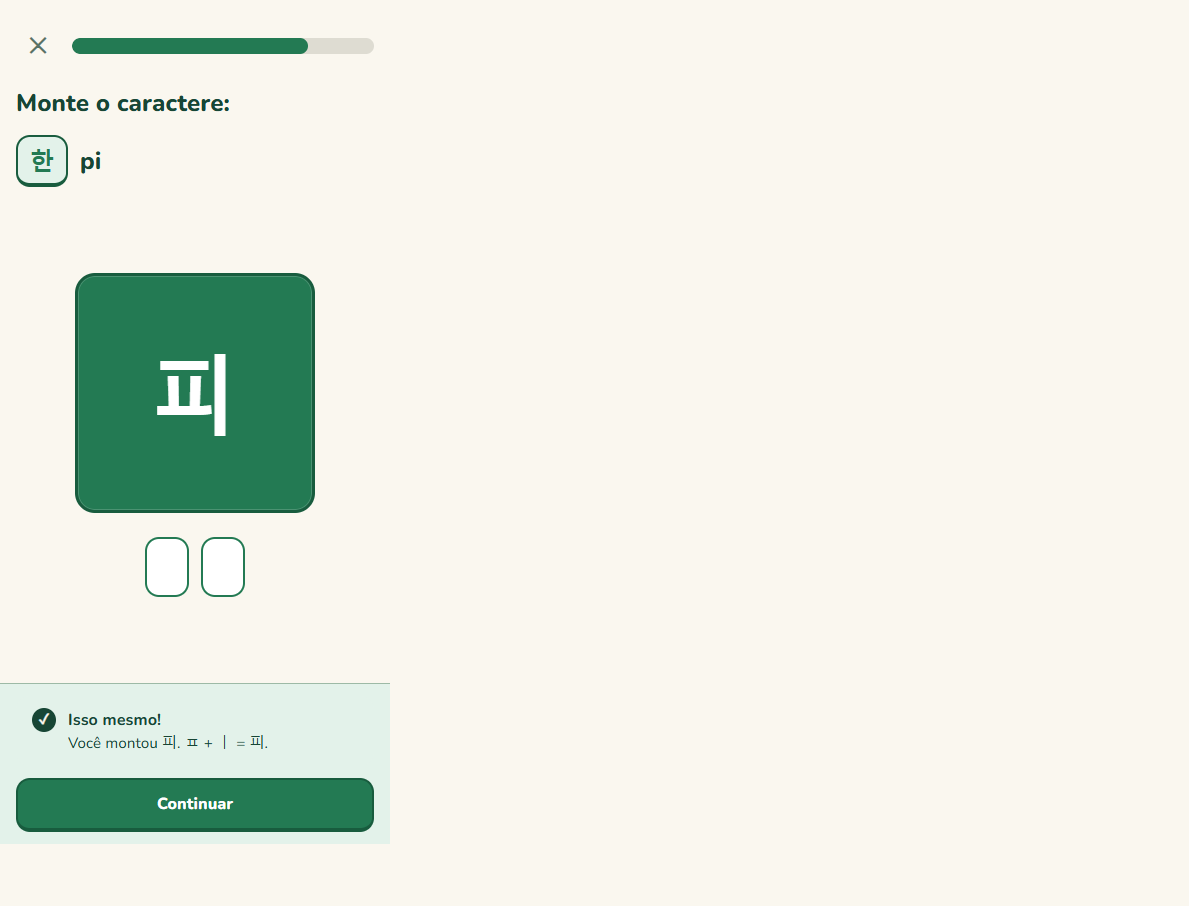 Monte o caractere:
한 pi
피
Isso mesmo!
Você montou 피. ㅍ + ㅣ = 피.
Continuar